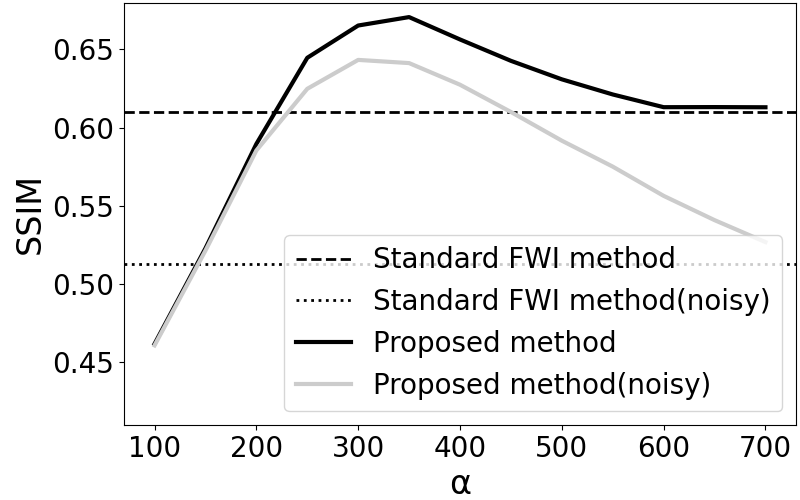 0.65
0.60
0.55
0.50
0.45
SSIM
Standard FWI method
Standard FWI method(noisy)
Proposed method
Proposed method(noisy)
100 200 300 400 500 600 700
α